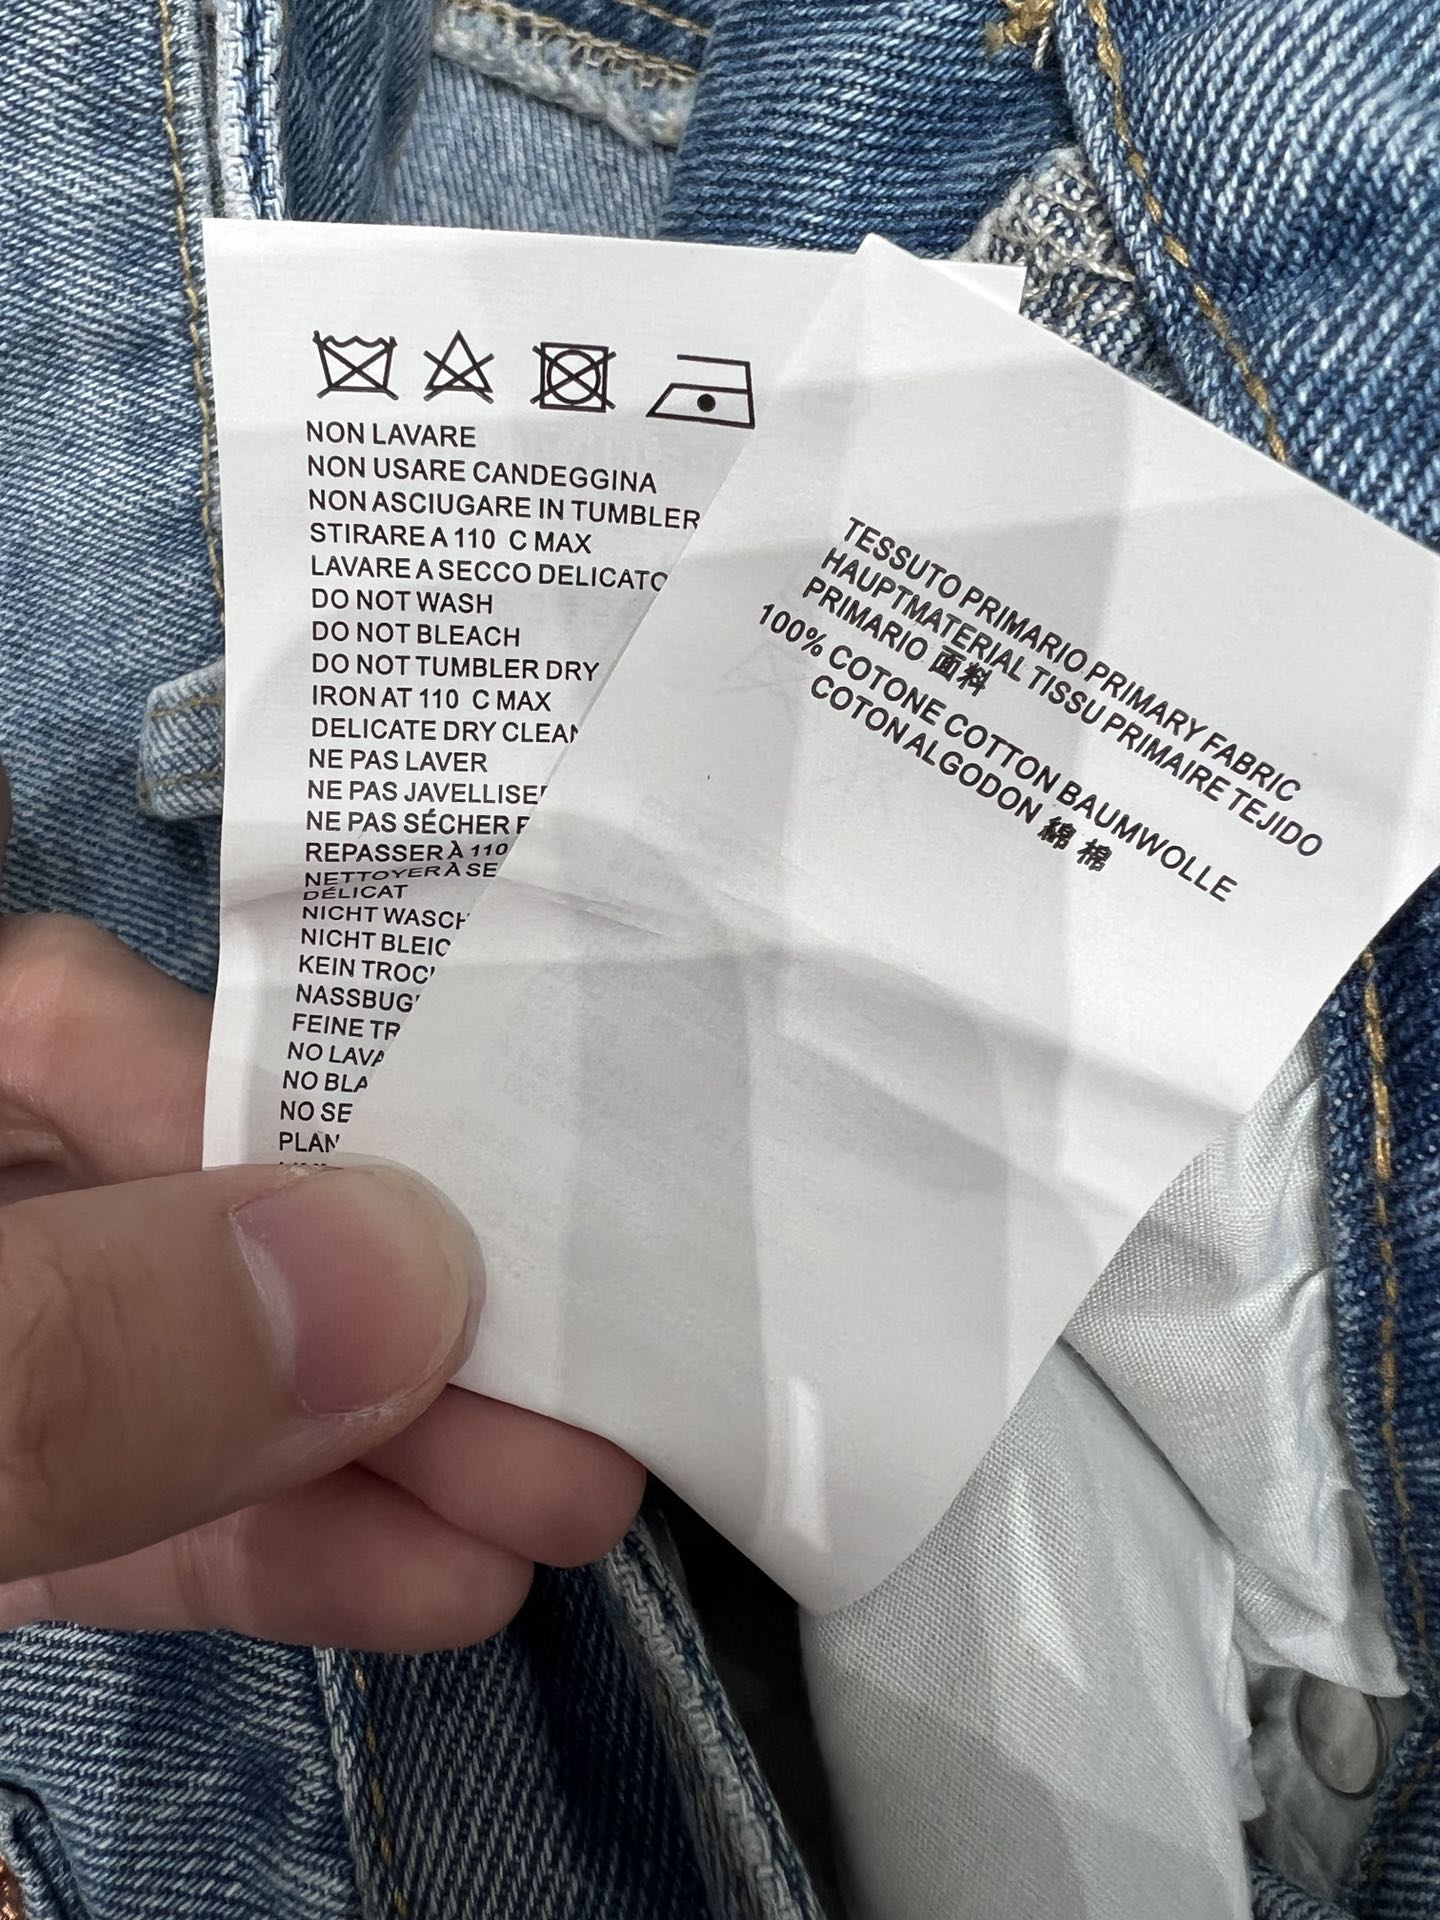 NON LAVARE
NON USARE CANDEGGINA
NON ASCIUGARE IN TUMBLER
STIRARE A 110 C MAX
LAVARE A SECCO DELICATO
DO NOT WASH
DO NOT BLEACH
DO NOT TUMBLER DRY
IRON AT 110 C MAX
DELICATE DRY CLEAN
NE PAS LAVER
NE PAS JAVELLISER
NE PAS SÉCHER
REPASSER À 110
NETTOYER À SE
DÉLICAT
NICHT WASCH
NICHT BLEIC
KEIN TROC
NASSBUG
FEINE TR
NO LAVA
NO BLA
NO SE
PLAN
TESSUTO PRIMARIO PRIMARY FABRIC
HAUPTMATERIAL TISSU PRIMAIRE TEJIDO
PRIMARIO 面料
100% COTONE COTTON BAUMWOLLE
COTON ALGODON 綿 棉